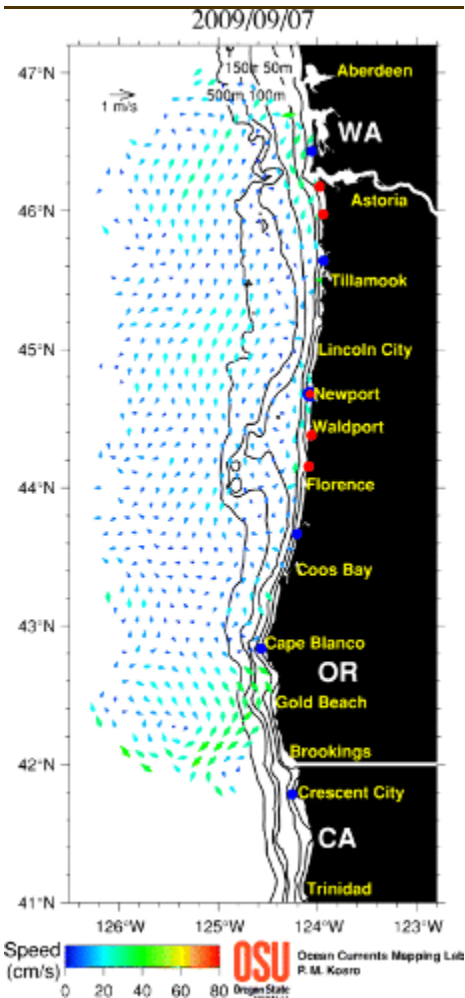 2009/09/07
47°N
150m 50m
Aberdeen
500m 100m
1 m/s
WA
Astoria
46°N
Tillamook
45°N
Lincoln City
Newport
Waldport
44°N
Florence
Coos Bay
43°N
Cape Blanco
OR
Gold Beach
Brookings
42°N
Crescent City
CA
Trinidad
41°N
126°W 125°W 124°W 123°W
Speed
(cm/s)
0 20 40 60 80
OSU
Oregon State
Ocean Currents Mapping Lab
P. M. Kosro